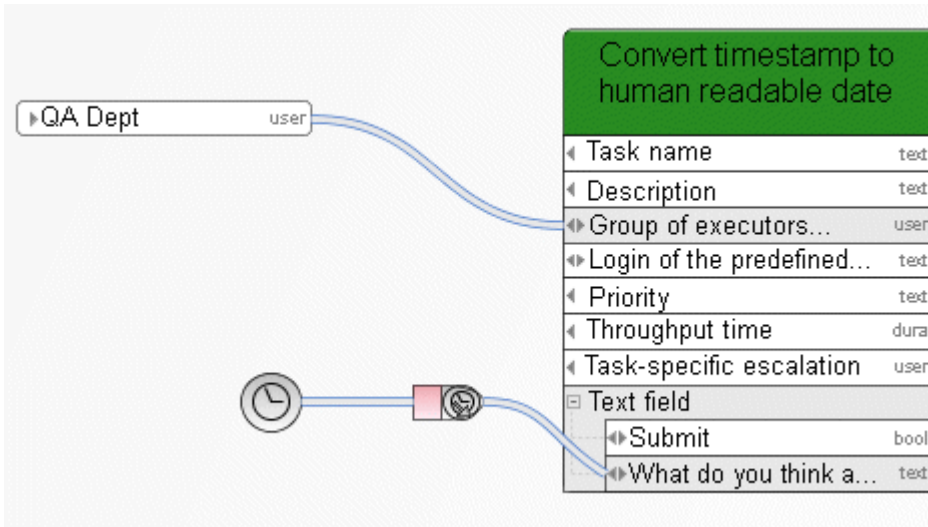 Convert timestamp to
human readable date
QA Dept user
Task name text
Description text
Group of executors... user
Login of the predefined... text
Priority text
Throughput time dura
Task-specific escalation user
Text field
Submit bool
What do you think a... text